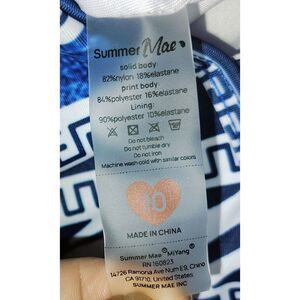 Summer Mae
solid body
82%nylon 18%elastane
print body
84%polyester 16%elastane
Lining:
90%polyester 10%elastane
Do not bleach
Do not tumble dry
Do not iron
Machine wash cold with similar colors
10
MADE IN CHINA
Summer Mae® MiYang®
RN 160823
14726 Ramona Ave Num E9, Chino
CA 91710, United States
SUMMER MAE INC